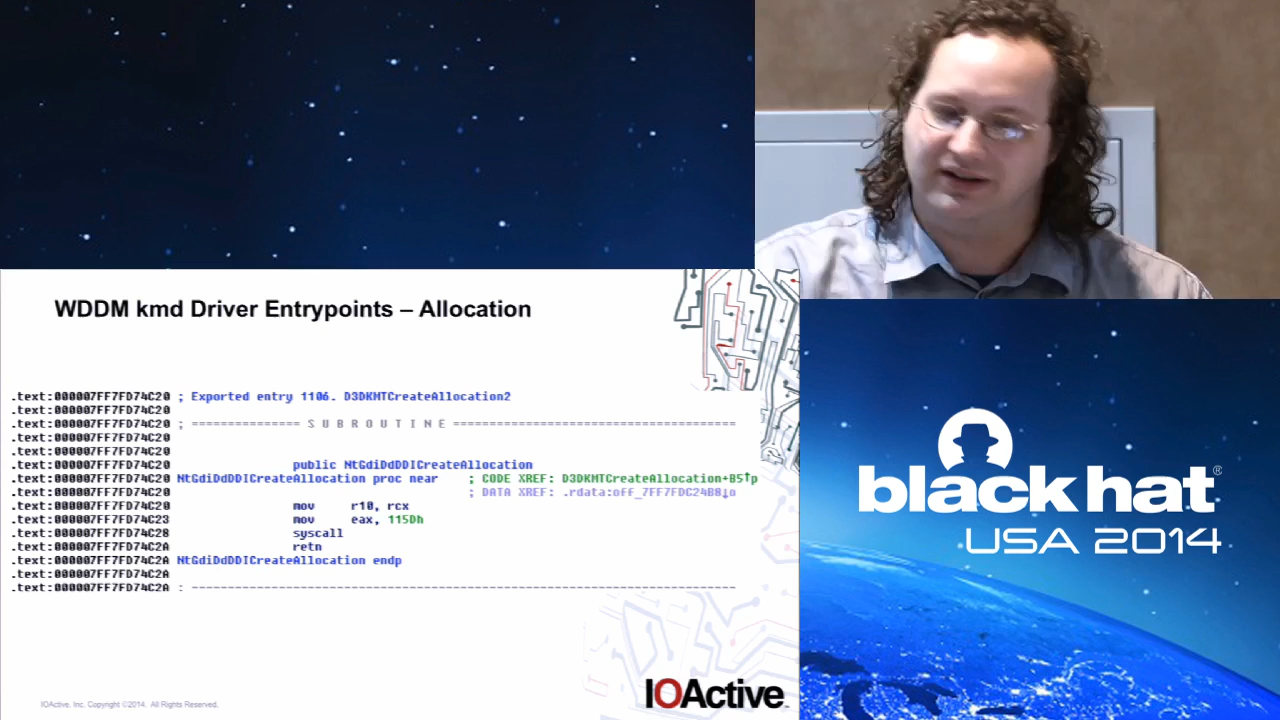 WDDM kmd Driver Entrypoints – Allocation
.text:000007FF7FD74C20 ; Exported entry 1106. D3DKMTCreateAllocation2
.text:000007FF7FD74C20
.text:000007FF7FD74C20 ; =============== S U B R O U T I N E =======================================
.text:000007FF7FD74C20
.text:000007FF7FD74C20
.text:000007FF7FD74C20 public NtGdiDdDDICreateAllocation
.text:000007FF7FD74C20 NtGdiDdDDICreateAllocation proc near ; CODE XREF: D3DKMTCreateAllocation+B5↑p
.text:000007FF7FD74C20 ; DATA XREF: .rdata:off_7FF7FDC24B8↓o
.text:000007FF7FD74C20 mov r10, rcx
.text:000007FF7FD74C23 mov eax, 115Dh
.text:000007FF7FD74C28 syscall
.text:000007FF7FD74C2A retn
.text:000007FF7FD74C2A NtGdiDdDDICreateAllocation endp
.text:000007FF7FD74C2A
.text:000007FF7FD74C2A ; ---------------------------------------------------------------------------
IOActive, Inc. Copyright ©2014. All Rights Reserved.
IOActive
black hat®
USA 2014